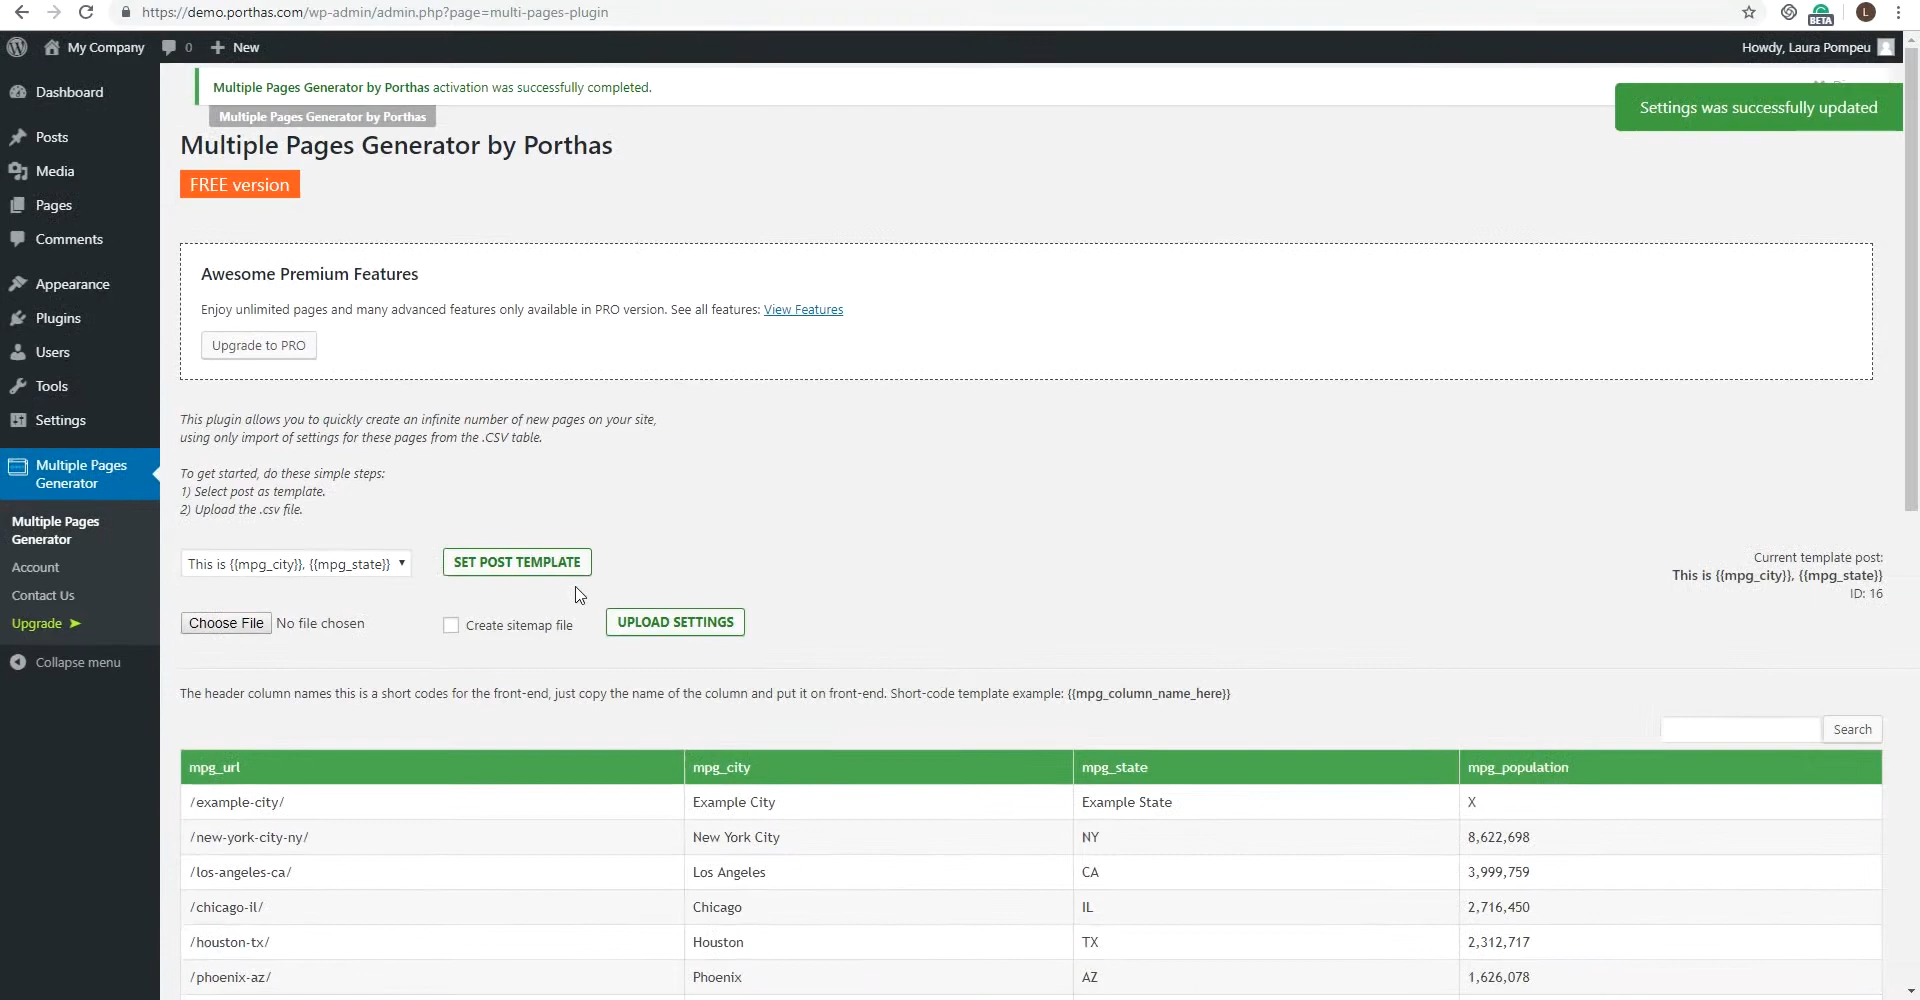 https://demo.porthas.com/wp-admin/admin.php?page=multi-pages-plugin
BETA
L
My Company
0
New
Howdy, Laura Pompeu
Dashboard
Posts
Media
Pages
Comments
Appearance
Plugins
Users
Tools
Settings
Multiple Pages
Generator
Multiple Pages
Generator
Account
Contact Us
Upgrade ➤
Collapse menu
Multiple Pages Generator by Porthas activation was successfully completed.
Settings was successfully updated
Multiple Pages Generator by Porthas
Multiple Pages Generator by Porthas
FREE version
Awesome Premium Features
Enjoy unlimited pages and many advanced features only available in PRO version. See all features: View Features
Upgrade to PRO
This plugin allows you to quickly create an infinite number of new pages on your site,
using only import of settings for these pages from the .CSV table.
To get started, do these simple steps:
1) Select post as template.
2) Upload the .csv file.
This is {{mpg_city}}, {{mpg_state}}
SET POST TEMPLATE
Current template post:
This is {{mpg_city}}, {{mpg_state}}
ID: 16
Choose File No file chosen
Create sitemap file
UPLOAD SETTINGS
The header column names this is a short codes for the front-end, just copy the name of the column and put it on front-end. Short-code template example: {{mpg_column_name_here}}
Search
mpg_url mpg_city mpg_state mpg_population
/example-city/ Example City Example State X
/new-york-city-ny/ New York City NY 8,622,698
/los-angeles-ca/ Los Angeles CA 3,999,759
/chicago-il/ Chicago IL 2,716,450
/houston-tx/ Houston TX 2,312,717
/phoenix-az/ Phoenix AZ 1,626,078